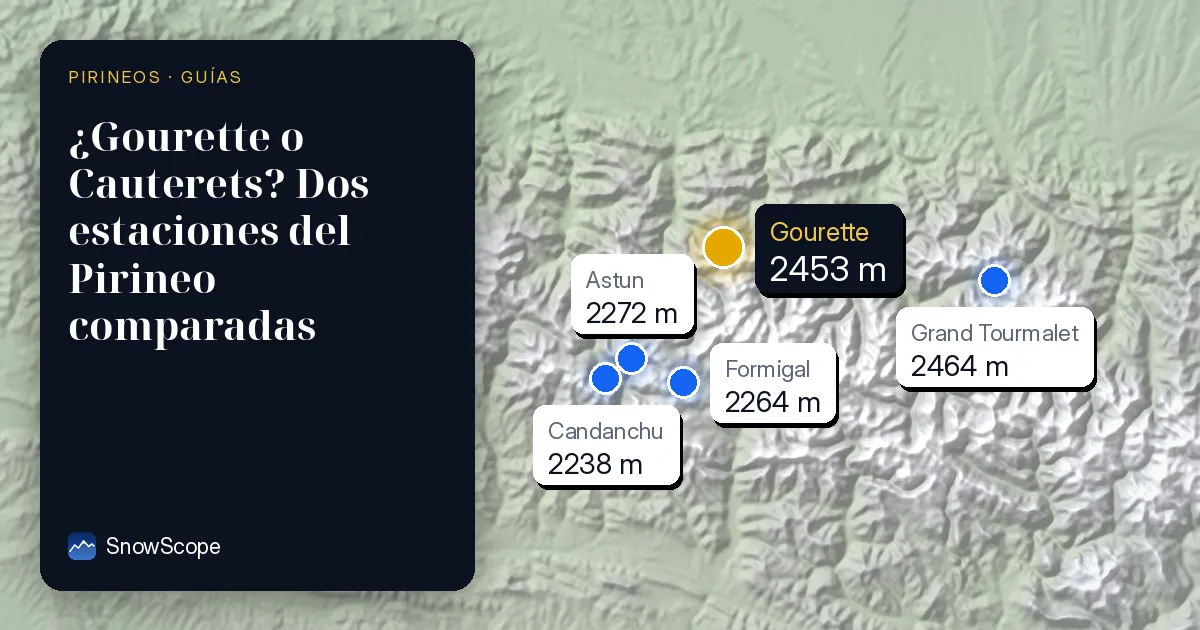 PIRINEOS · GUÍAS
¿Gourette o
Cauterets? Dos
estaciones del
Pirineo
comparadas
SnowScope
Gourette
2453 m
Astun
2272 m
Grand Tourmalet
2464 m
Formigal
2264 m
Candanchu
2238 m